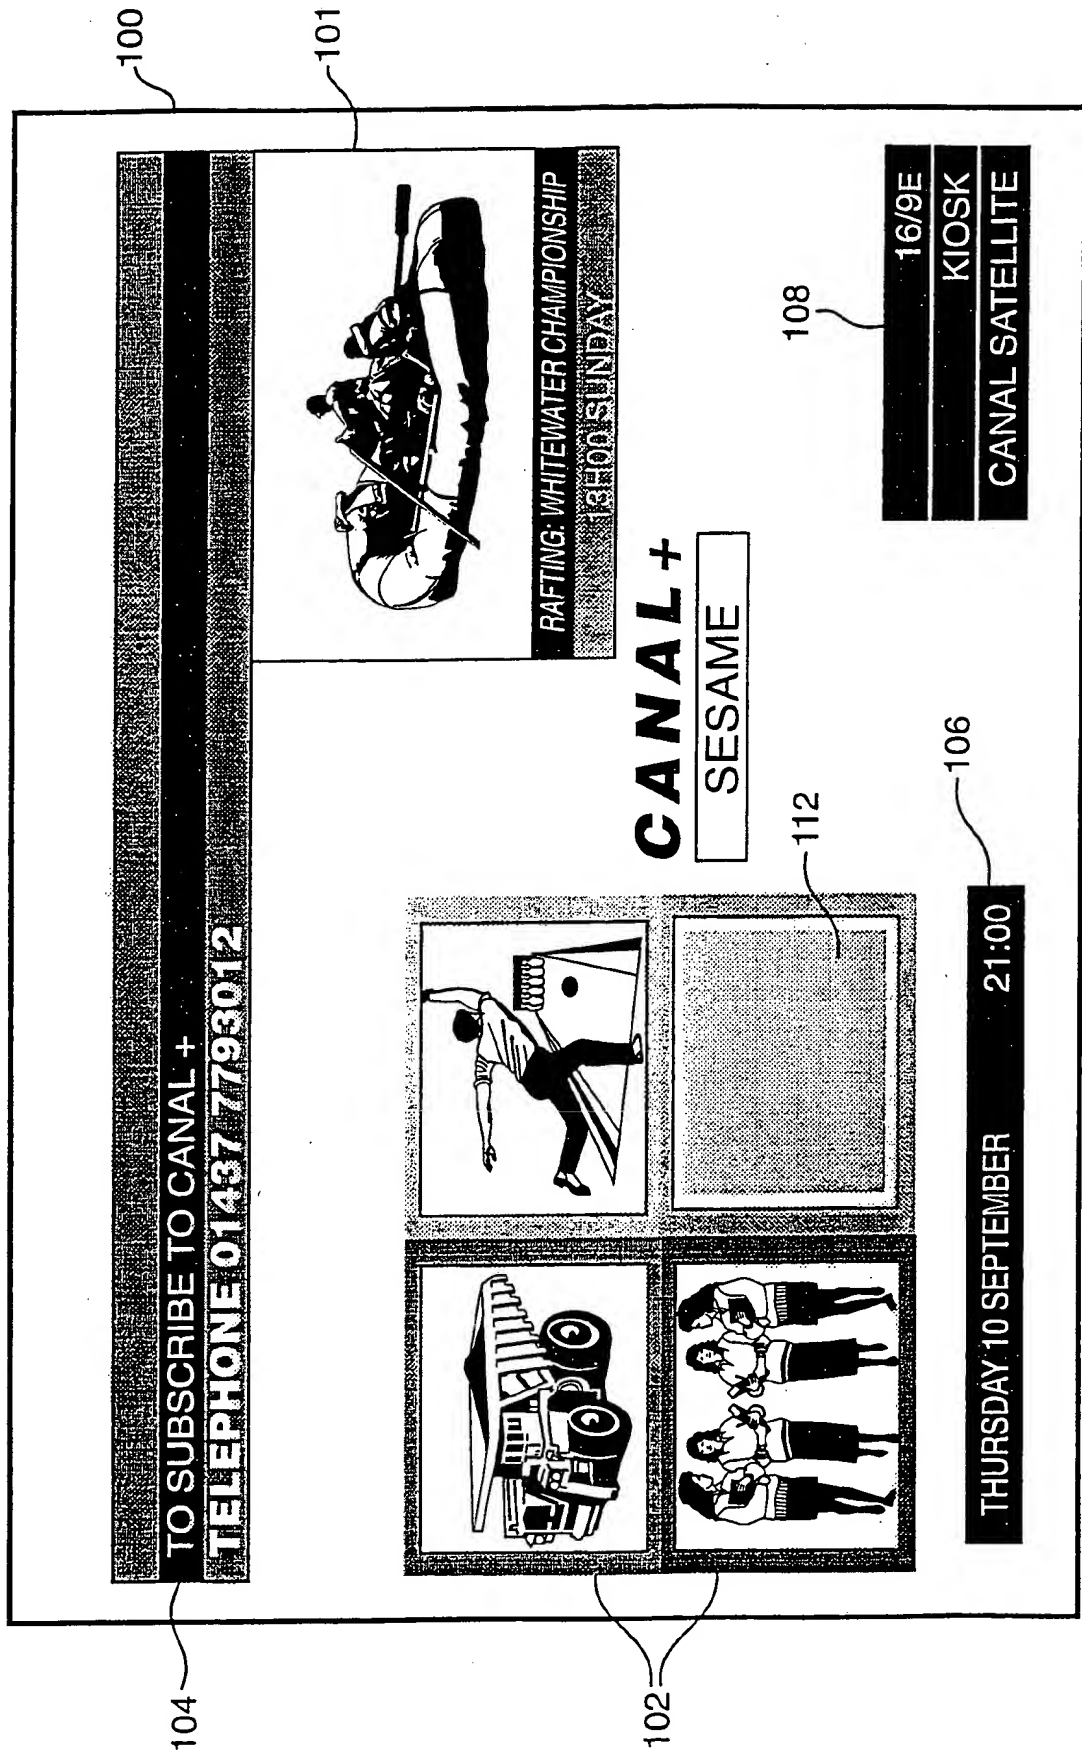 100
101
104
TO SUBSCRIBE TO CANAL +
TELEPHONE 01437 7793012
RAFTING: WHITEWATER CHAMPIONSHIP
13H00 SUNDAY
102
CANAL+
SESAME
112
108
16/9E
KIOSK
CANAL SATELLITE
106
THURSDAY 10 SEPTEMBER 21:00